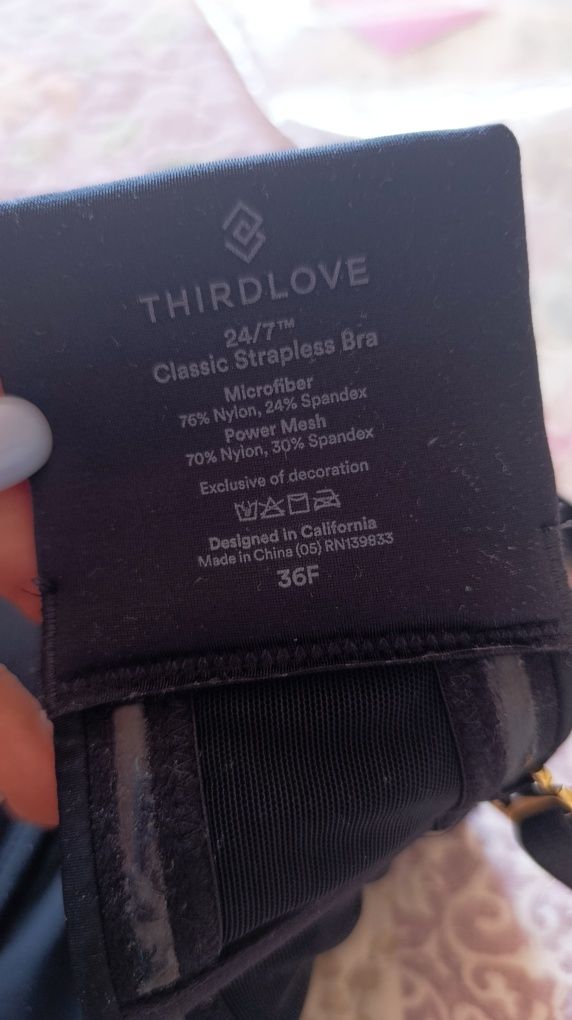 THIRDLOVE
24/7™
Classic Strapless Bra
Microfiber
76% Nylon, 24% Spandex
Power Mesh
70% Nylon, 30% Spandex
Exclusive of decoration
Designed in California
Made in China (05) RN139933
36F